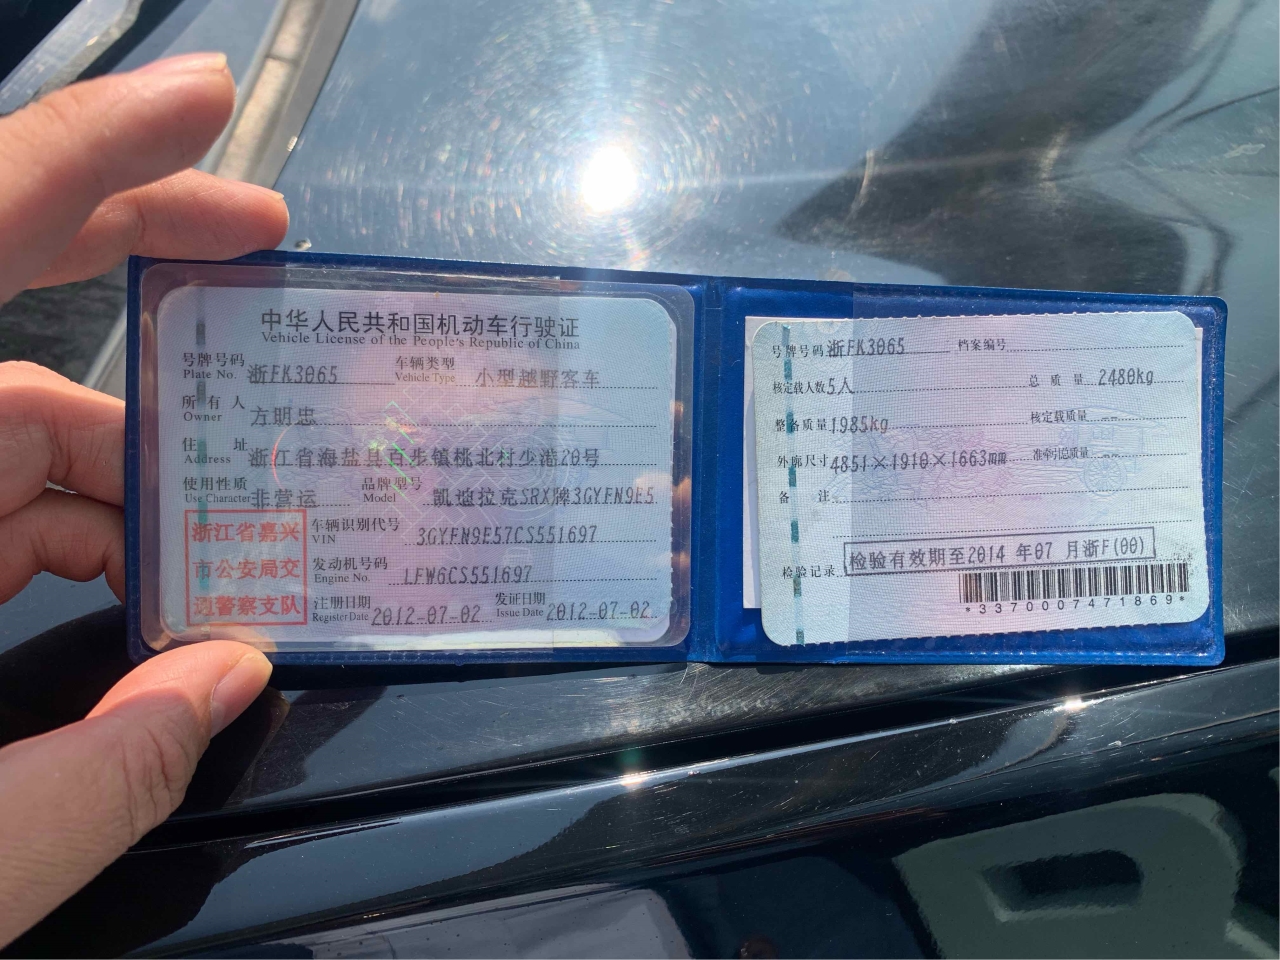 中华人民共和国机动车行驶证
Vehicle License of the People's Republic of China
号牌号码 浙FK3065 车辆类型 小型越野客车
Plate No. Vehicle Type
所有人 方明忠
Owner
住址 浙江省海盐县百步镇桃北村少潜20号
Address
使用性质 非营运 品牌型号 凯迪拉克SRX牌3GYFN9E5
Use Character Model
浙江省嘉兴
市公安局交
通警察支队
车辆识别代号 3GYFN9E57CS551697
VIN
发动机号码 LFW6CS551697
Engine No.
注册日期 2012-07-02 发证日期 2012-07-02
Register Date Issue Date
号牌号码 浙FK3065 档案编号
核定载人数 5人 总质量 2480kg
整备质量 1985kg 核定载质量 --
外廓尺寸 4851×1910×1663mm 准牵引总质量 --
备注
检验记录 检验有效期至2014年07月浙F(00)
*3370007471869*